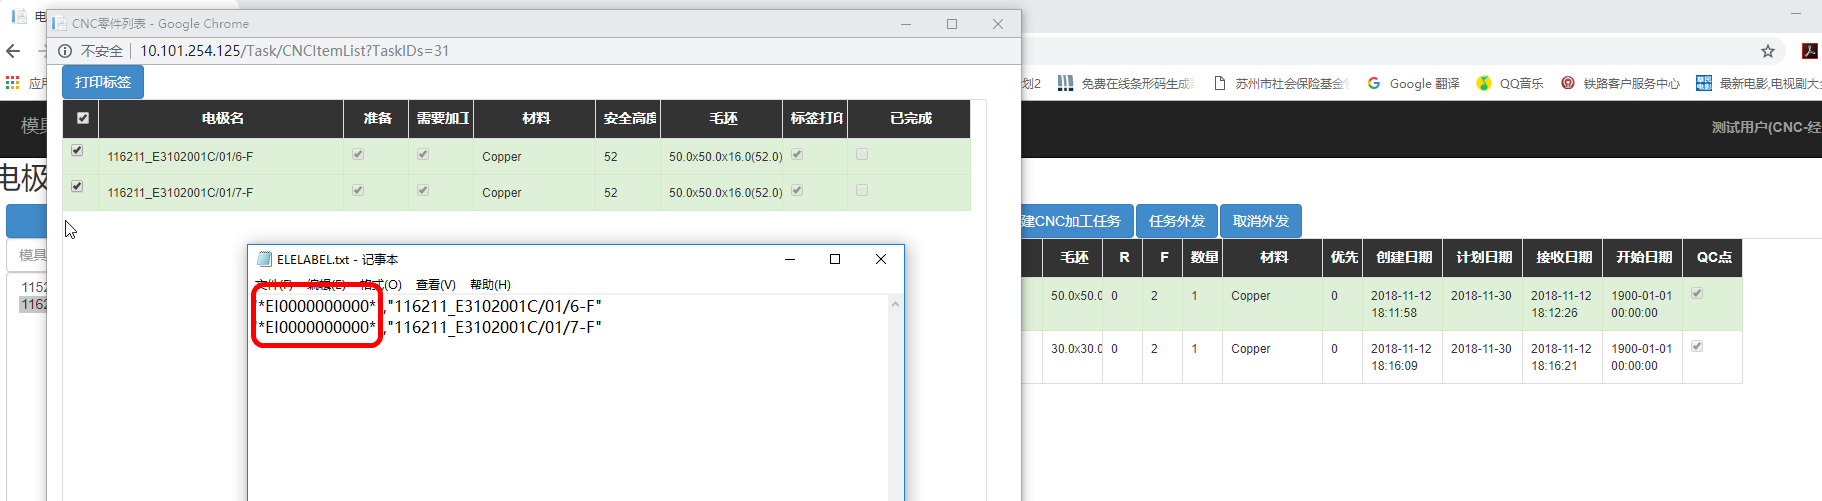 CNC零件列表 - Google Chrome
不安全 | 10.101.254.125/Task/CNCItemList?TaskIDs=31
打印标签
电极名 准备 需要加工 材料 安全高度 毛坯 标签打印 已完成
116211_E3102001C/01/6-F Copper 52 50.0x50.0x16.0(52.0)
116211_E3102001C/01/7-F Copper 52 50.0x50.0x16.0(52.0)
ELELABEL.txt - 记事本
文件(F) 编辑(E) 格式(O) 查看(V) 帮助(H)
"*EI0000000000*","116211_E3102001C/01/6-F"
"*EI0000000000*","116211_E3102001C/01/7-F"
应用
划2 免费在线条形码生成 苏州市社会保险基金 Google 翻译 QQ音乐 铁路客户服务中心 最新电影,电视剧大全
模具
测试用户(CNC-经
电极
建CNC加工任务 任务外发 取消外发
模具
1152
1162
毛坯 R F 数量 材料 优先 创建日期 计划日期 接收日期 开始日期 QC点
50.0x50.0 0 2 1 Copper 0 2018-11-12 2018-11-30 2018-11-12 1900-01-01
18:11:58 18:12:26 00:00:00
30.0x30.0 0 2 1 Copper 0 2018-11-12 2018-11-30 2018-11-12 1900-01-01
18:16:09 18:16:21 00:00:00